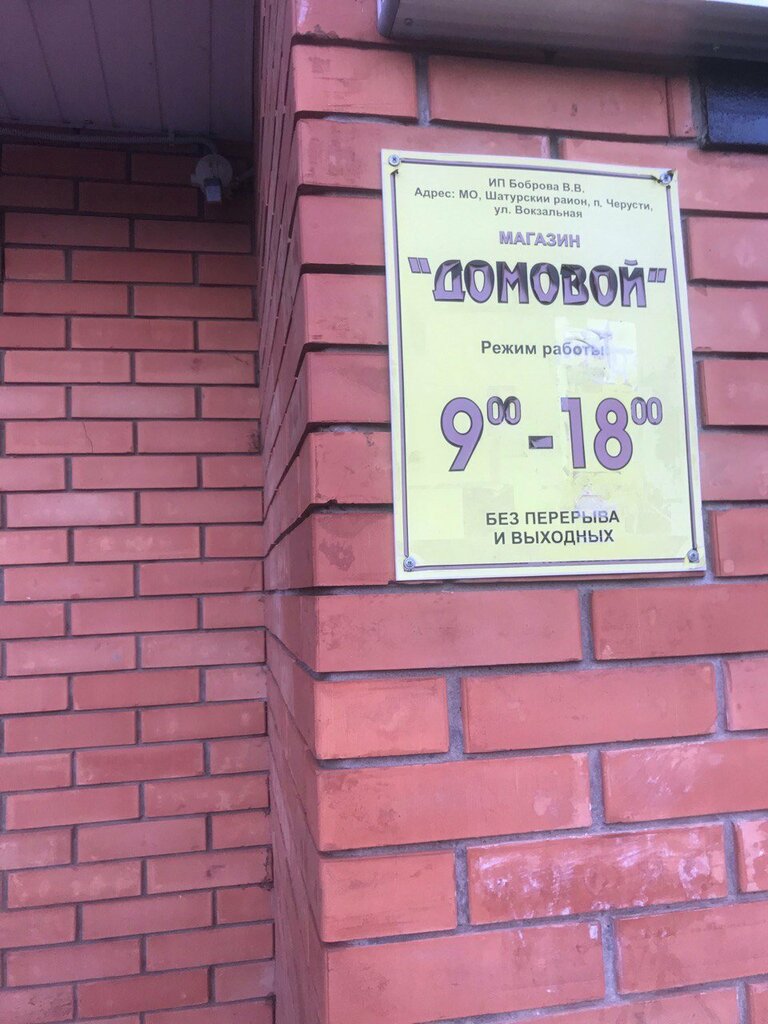 ИП Боброва В.В.
Адрес: МО, Шатурский район, п. Черусти,
ул. Вокзальная
МАГАЗИН
"ДОМОВОЙ"
Режим работы:
9⁰⁰ - 18⁰⁰
БЕЗ ПЕРЕРЫВА
И ВЫХОДНЫХ